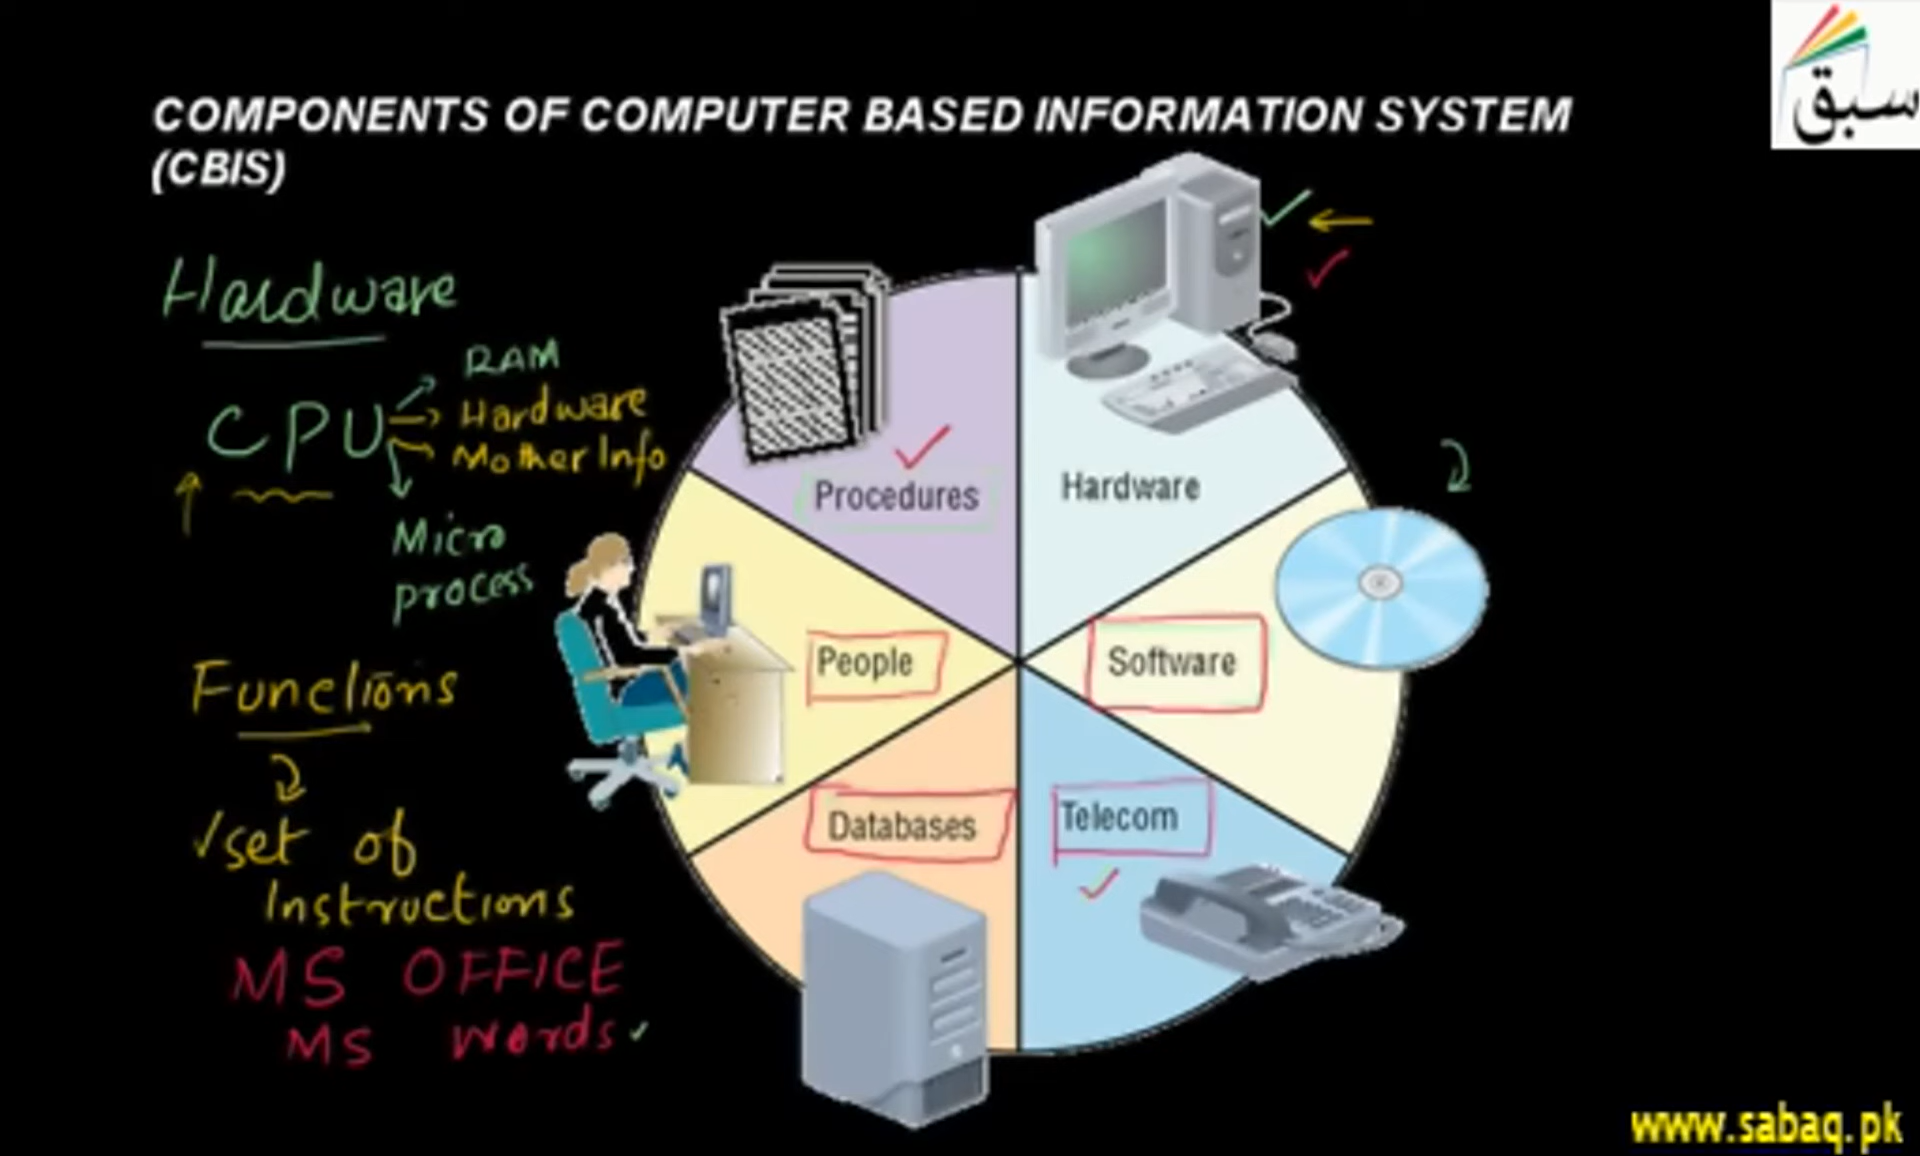 سبق
COMPONENTS OF COMPUTER BASED INFORMATION SYSTEM
(CBIS)
Hardware
RAM
CPU
Hardware
Mother Info
Micro
process
Functions
set of
Instructions
MS OFFICE
MS words
Procedures
Hardware
People
Software
Databases
Telecom
www.sabaq.pk